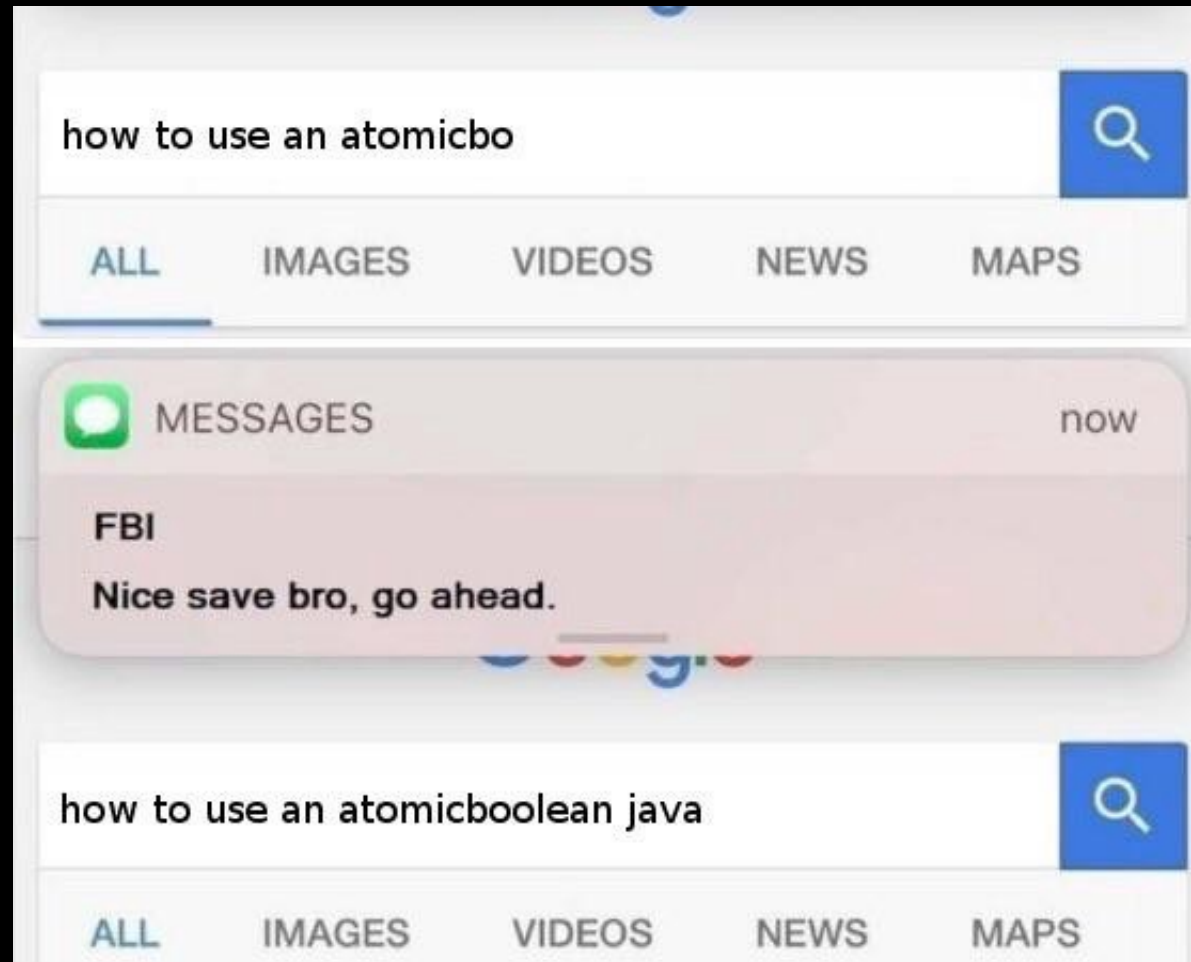 how to use an atomicbo
ALL IMAGES VIDEOS NEWS MAPS
MESSAGES now
FBI
Nice save bro, go ahead.
how to use an atomicboolean java
ALL IMAGES VIDEOS NEWS MAPS